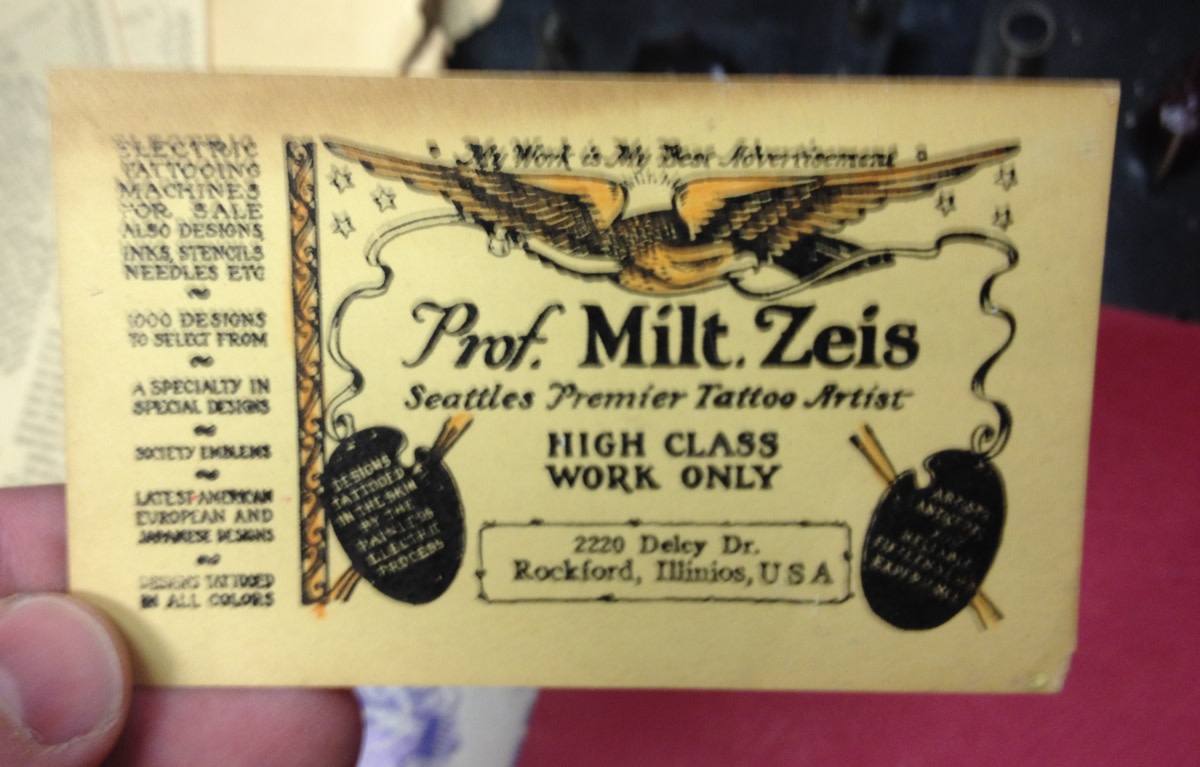 ELECTRIC
TATTOOING
MACHINES
FOR SALE
ALSO DESIGNS
INKS, STENCILS
NEEDLES ETC
1000 DESIGNS
TO SELECT FROM
A SPECIALTY IN
SPECIAL DESIGNS
SOCIETY EMBLEMS
LATEST AMERICAN
EUROPEAN AND
JAPANESE DESIGNS
DESIGNS TATTOOED
IN ALL COLORS
My Work is My Best Advertisement
Prof. Milt. Zeis
Seattles Premier Tattoo Artist
HIGH CLASS
WORK ONLY
DESIGNS
TATTOOED
IN THE SKIN
BY THE
PAINLESS
ELECTRIC
PROCESS
2220 Delcy Dr.
Rockford, Illinios, U S A